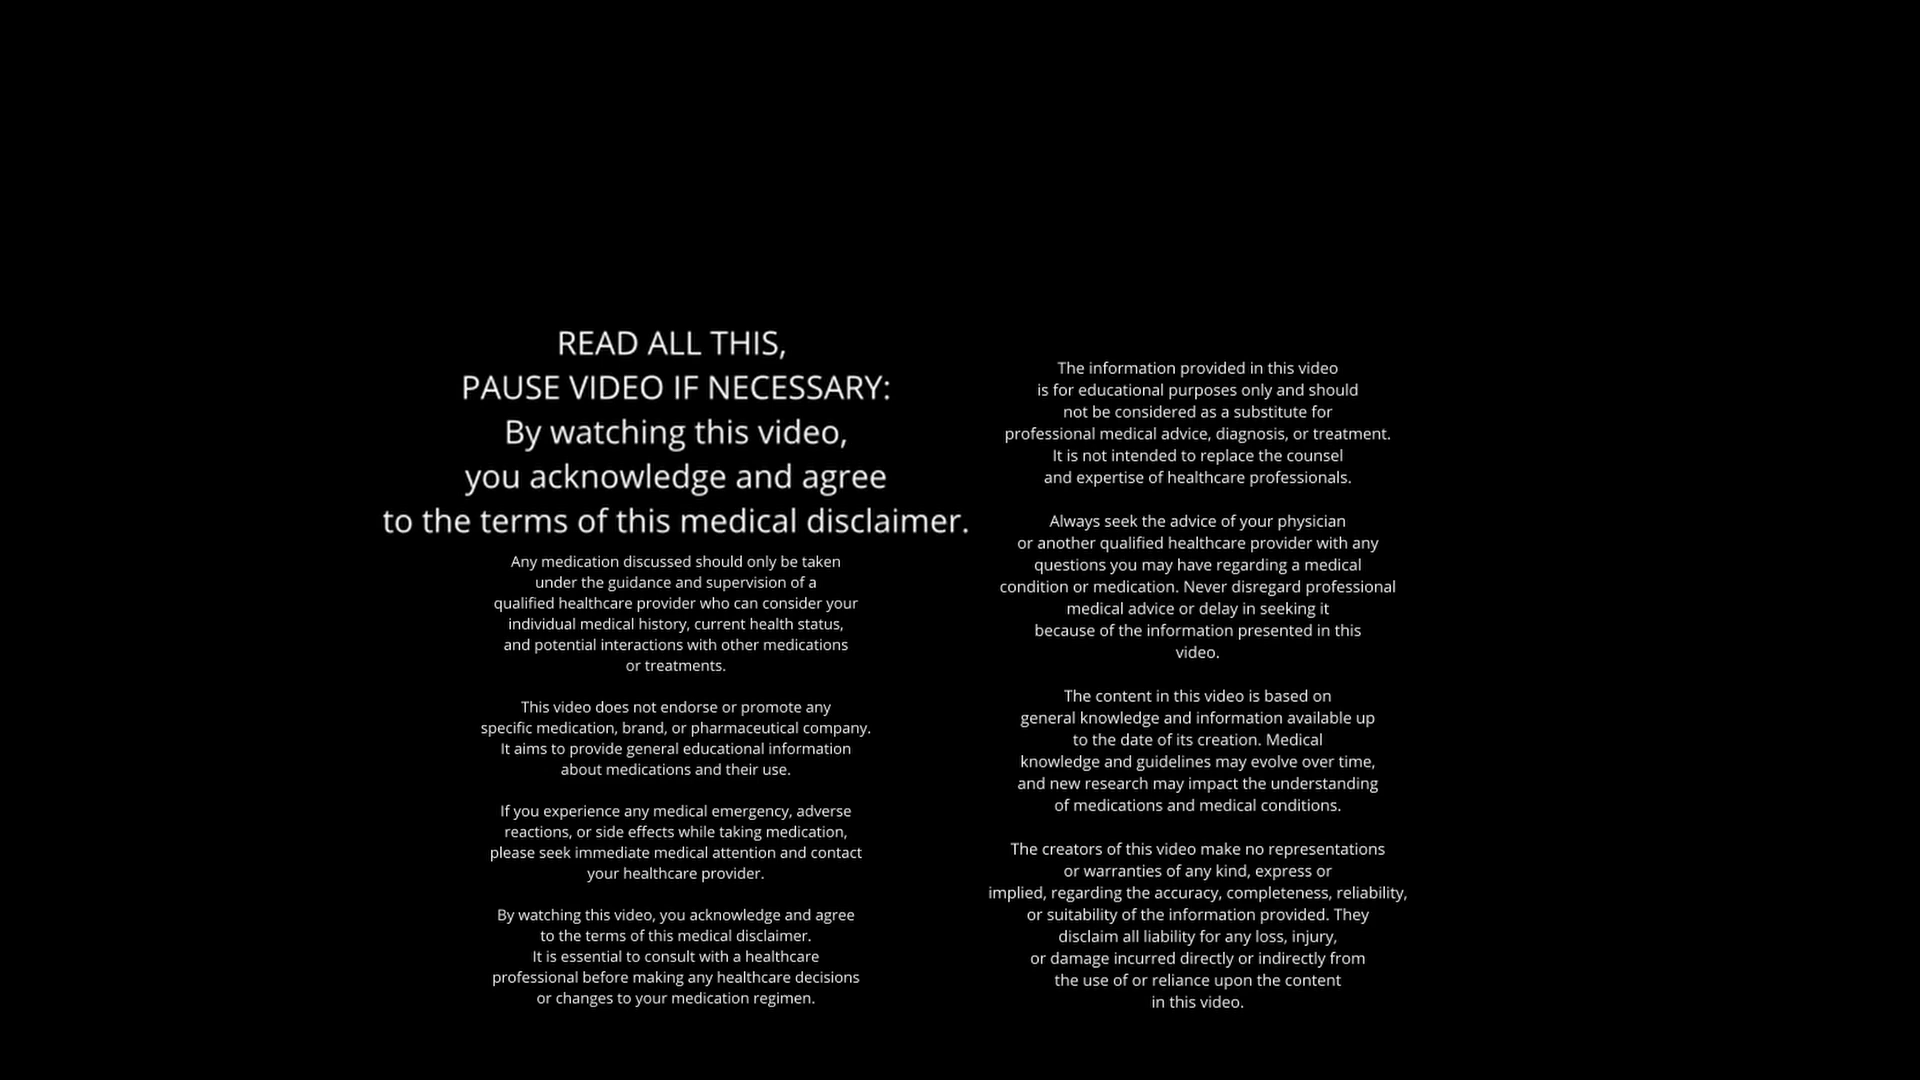 READ ALL THIS,
PAUSE VIDEO IF NECESSARY:
By watching this video,
you acknowledge and agree
to the terms of this medical disclaimer.
Any medication discussed should only be taken
under the guidance and supervision of a
qualified healthcare provider who can consider your
individual medical history, current health status,
and potential interactions with other medications
or treatments.
This video does not endorse or promote any
specific medication, brand, or pharmaceutical company.
It aims to provide general educational information
about medications and their use.
If you experience any medical emergency, adverse
reactions, or side effects while taking medication,
please seek immediate medical attention and contact
your healthcare provider.
By watching this video, you acknowledge and agree
to the terms of this medical disclaimer.
It is essential to consult with a healthcare
professional before making any healthcare decisions
or changes to your medication regimen.
The information provided in this video
is for educational purposes only and should
not be considered as a substitute for
professional medical advice, diagnosis, or treatment.
It is not intended to replace the counsel
and expertise of healthcare professionals.
Always seek the advice of your physician
or another qualified healthcare provider with any
questions you may have regarding a medical
condition or medication. Never disregard professional
medical advice or delay in seeking it
because of the information presented in this
video.
The content in this video is based on
general knowledge and information available up
to the date of its creation. Medical
knowledge and guidelines may evolve over time,
and new research may impact the understanding
of medications and medical conditions.
The creators of this video make no representations
or warranties of any kind, express or
implied, regarding the accuracy, completeness, reliability,
or suitability of the information provided. They
disclaim all liability for any loss, injury,
or damage incurred directly or indirectly from
the use of or reliance upon the content
in this video.